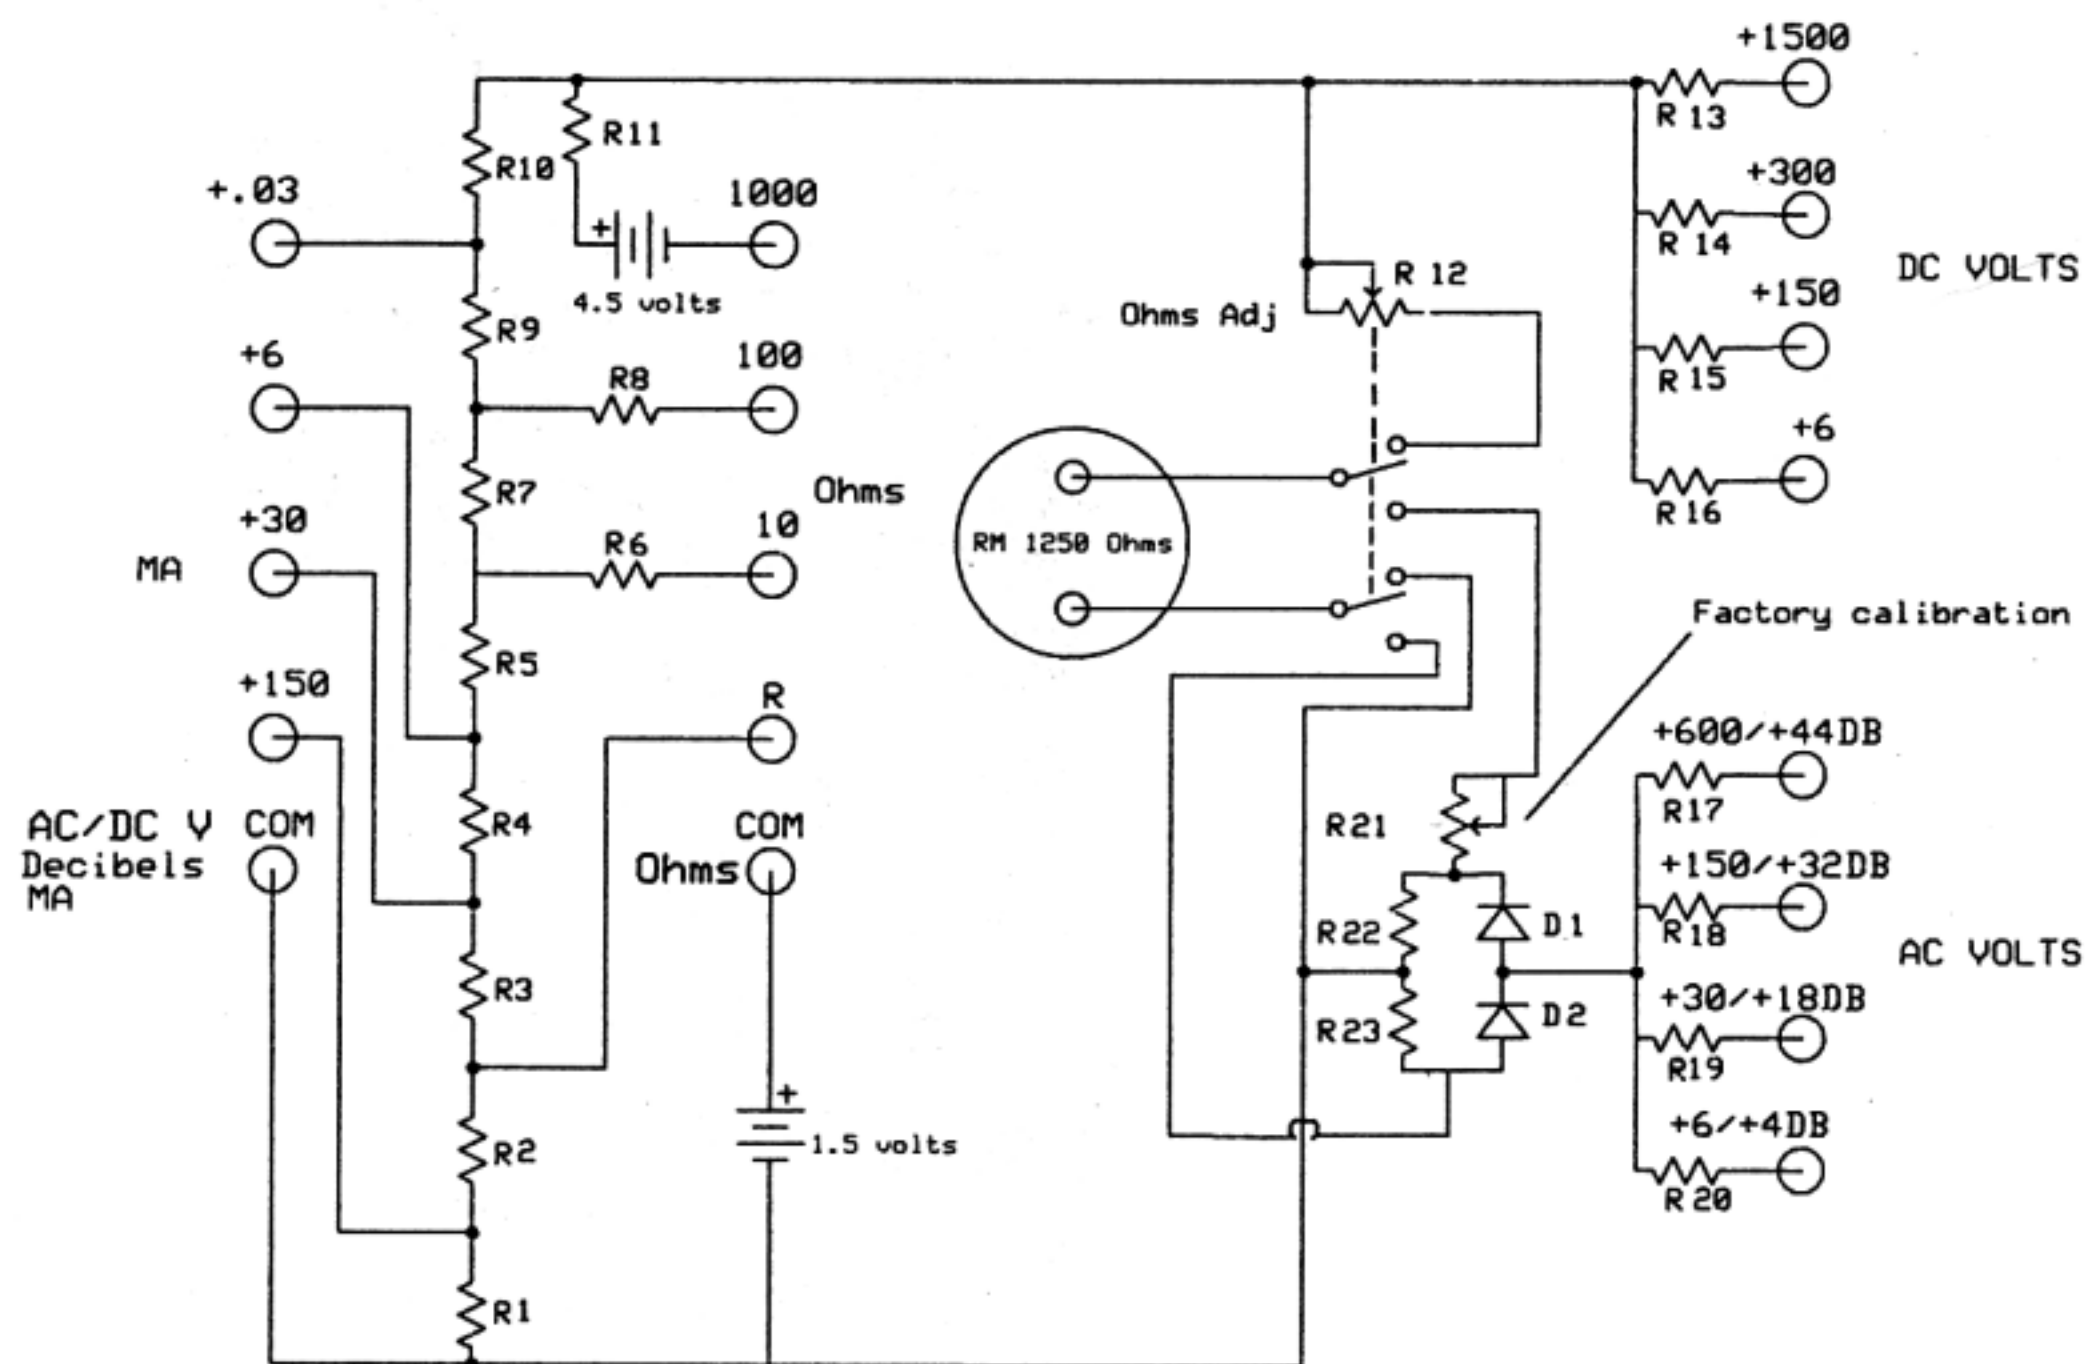 +1500
R 13
R11
R10
+.03
1000
+300
R 14
+
4.5 volts
R 12
DC VOLTS
Ohms Adj
+150
R 15
R9
+6
100
R8
+6
R 16
R7
Ohms
+30
10
R6
MA
RM 1250 Ohms
Factory calibration
R5
+150
R
+600/+44DB
R17
R4
AC/DC V COM
Decibels
MA
COM
Ohms
R21
+150/+32DB
R18
R22
D1
AC VOLTS
R3
+30/+18DB
R19
R23
D2
+
1.5 volts
R2
+6/+4DB
R 20
R1